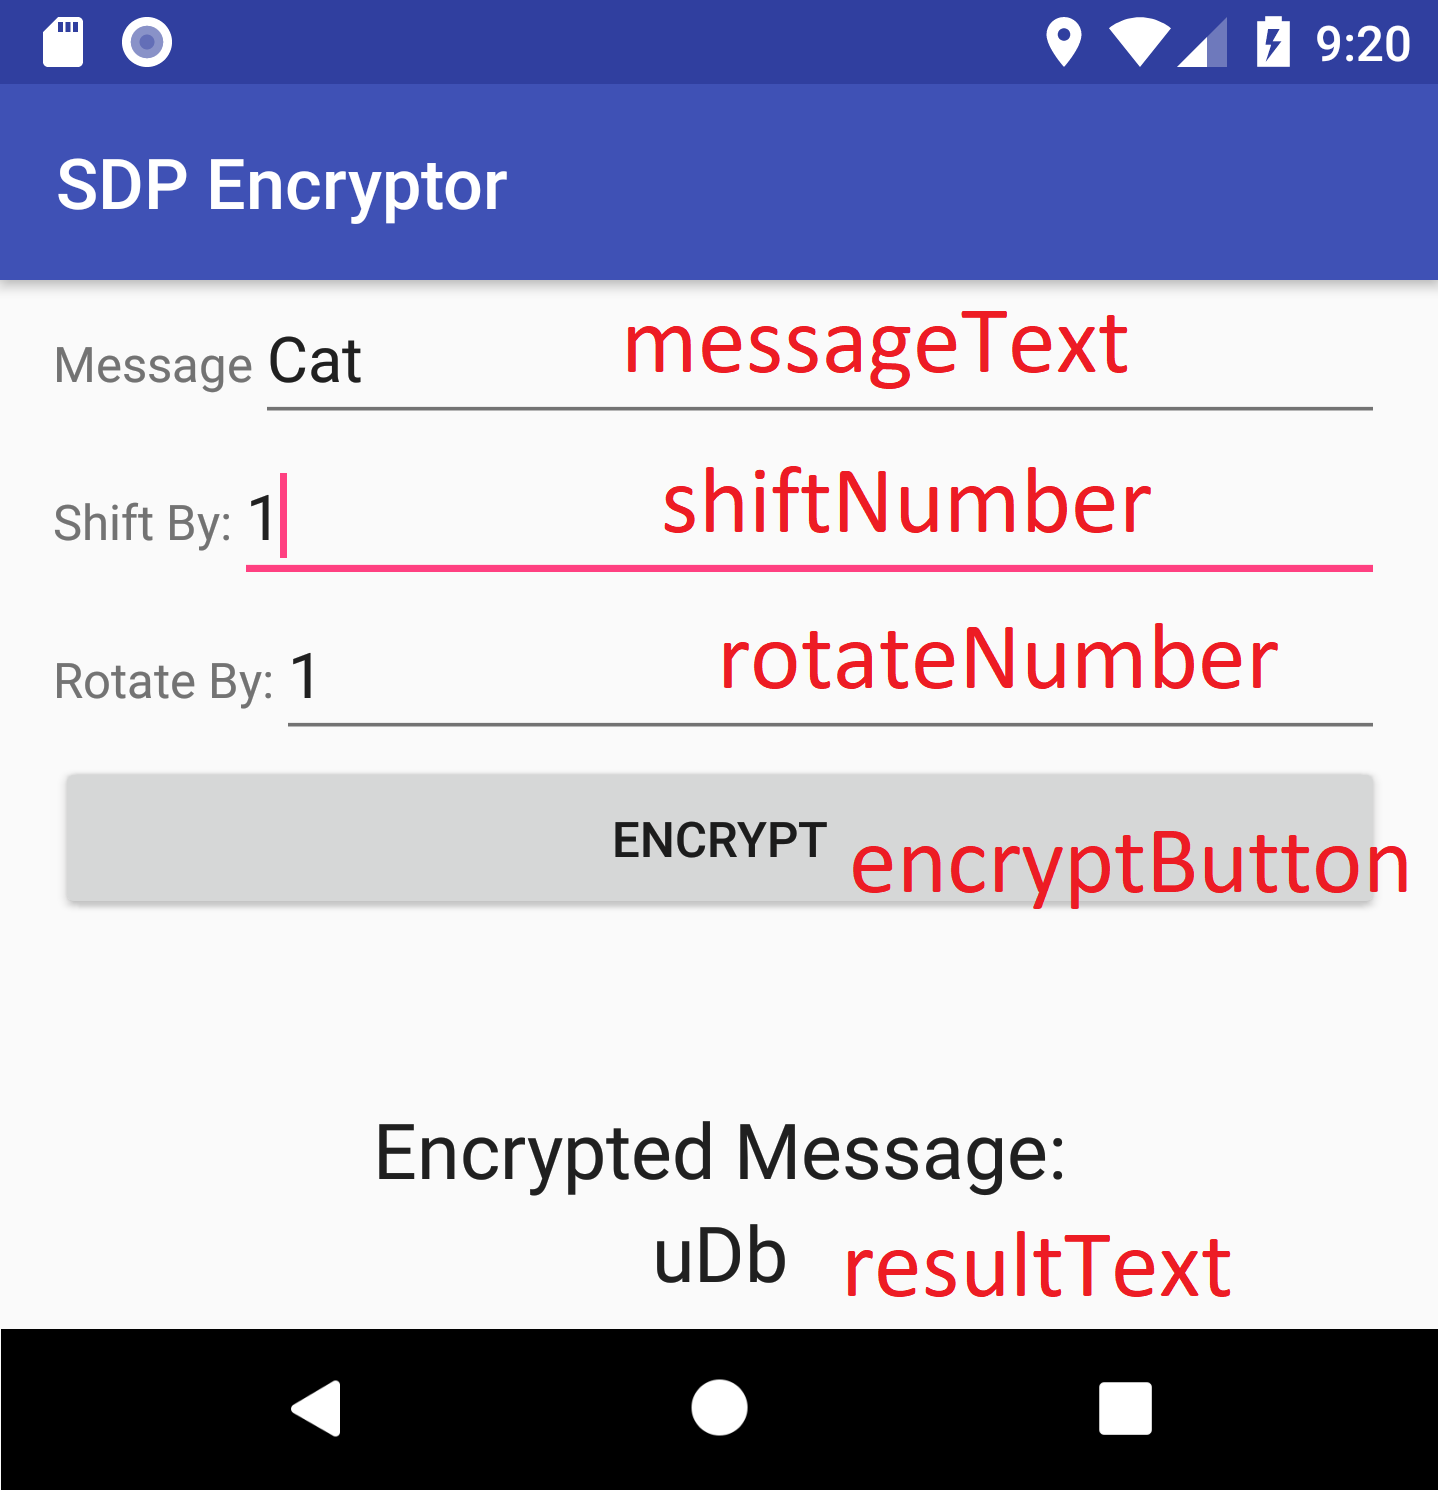 9:20
SDP Encryptor
Message Cat messageText
Shift By: 1 shiftNumber
Rotate By: 1 rotateNumber
ENCRYPT encryptButton
Encrypted Message:
uDb resultText